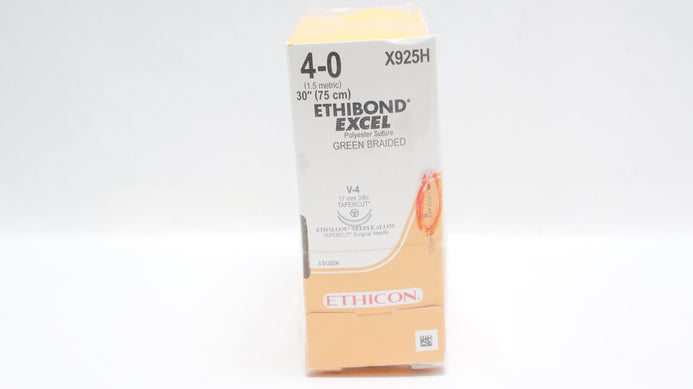 4-0 X925H
(1.5 metric)
30" (75 cm)
ETHIBOND*
EXCEL
Polyester Suture
GREEN BRAIDED
V-4
17 mm 3/8c
TAPERCUT*
ETHALLOY* NEEDLE ALLOY
TAPERCUT* Surgical Needle
3 DOZEN
ETHICON